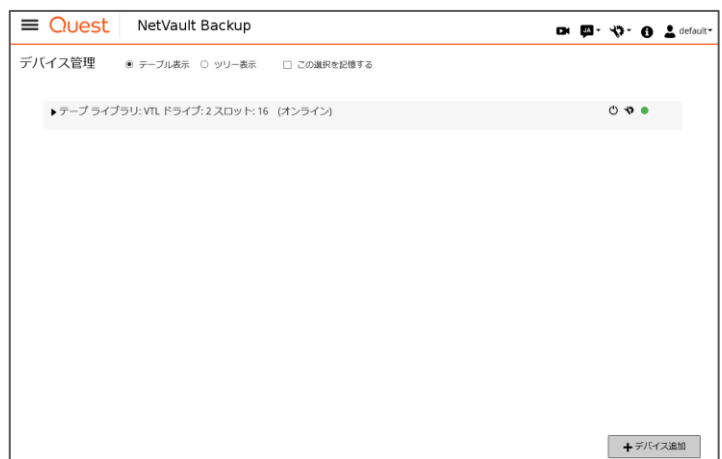 Quest NetVault Backup JA default
デバイス管理 テーブル表示 ツリー表示 この選択を記憶する
テープ ライブラリ: VTL ドライブ: 2 スロット: 16 (オンライン)
デバイス追加